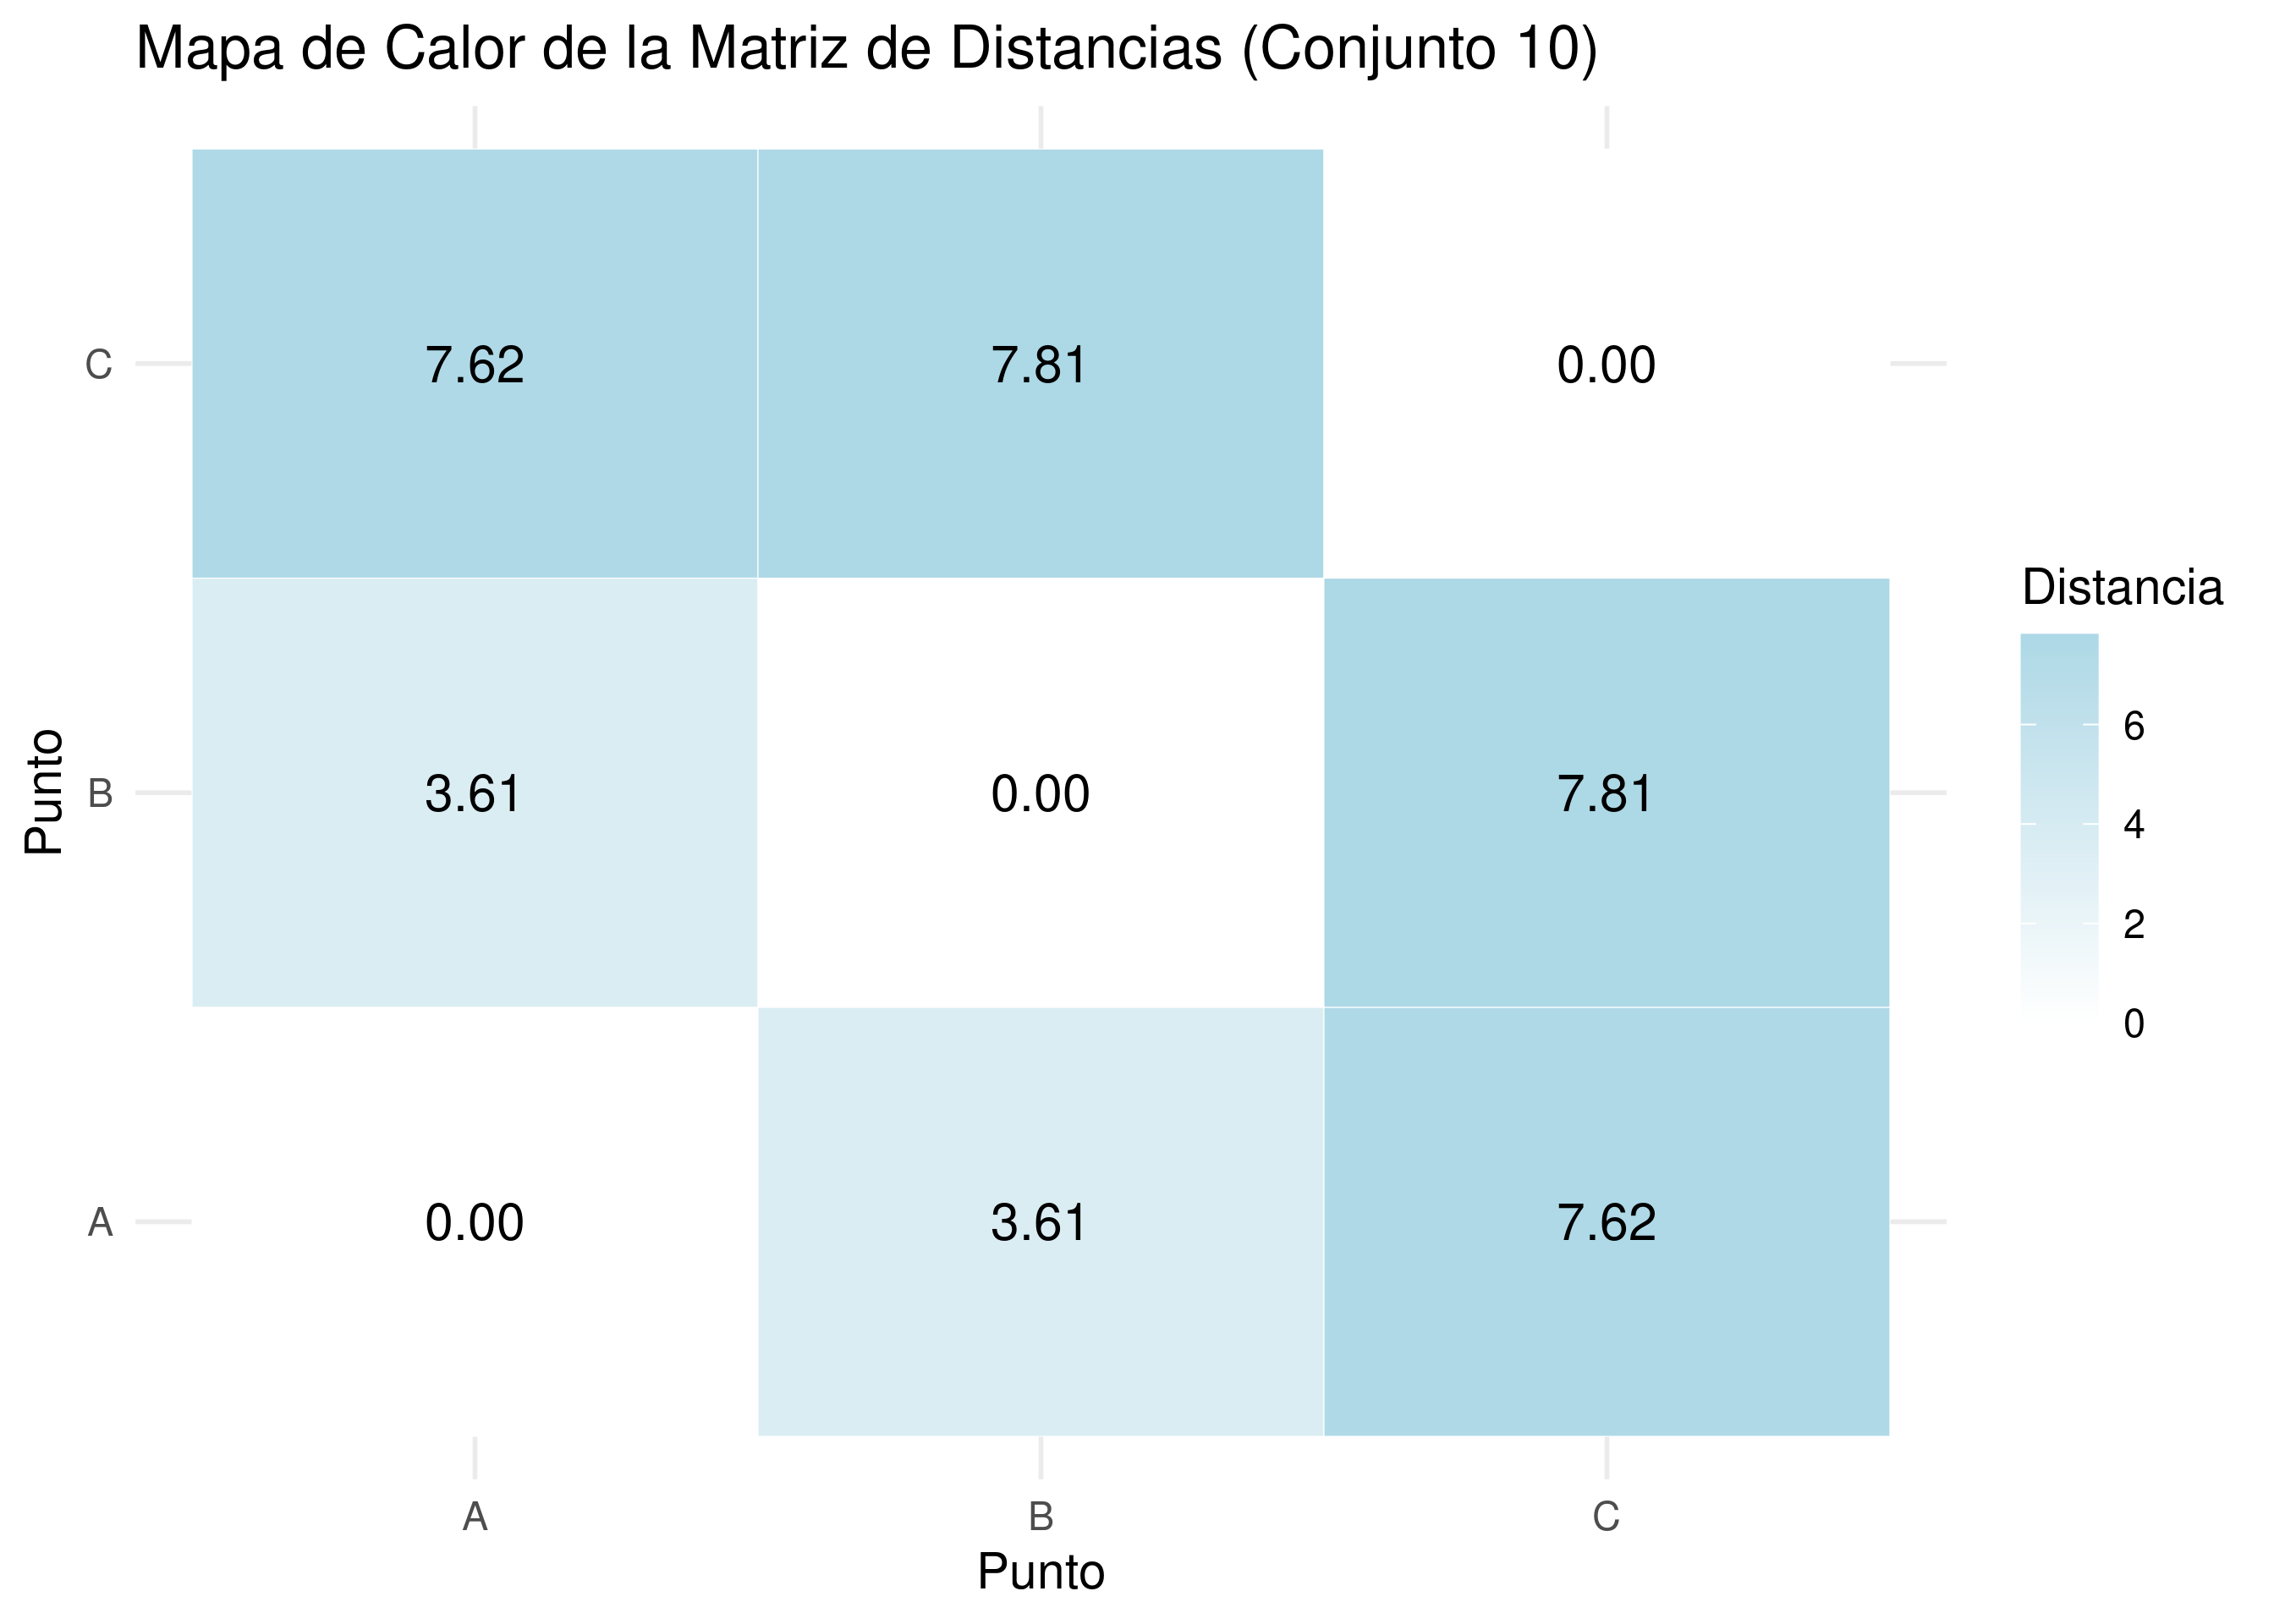 Mapa de Calor de la Matriz de Distancias (Conjunto 10)
C
7.62
7.81
0.00
B
3.61
0.00
7.81
A
0.00
3.61
7.62
A
B
C
Punto
Punto
Distancia
6
4
2
0